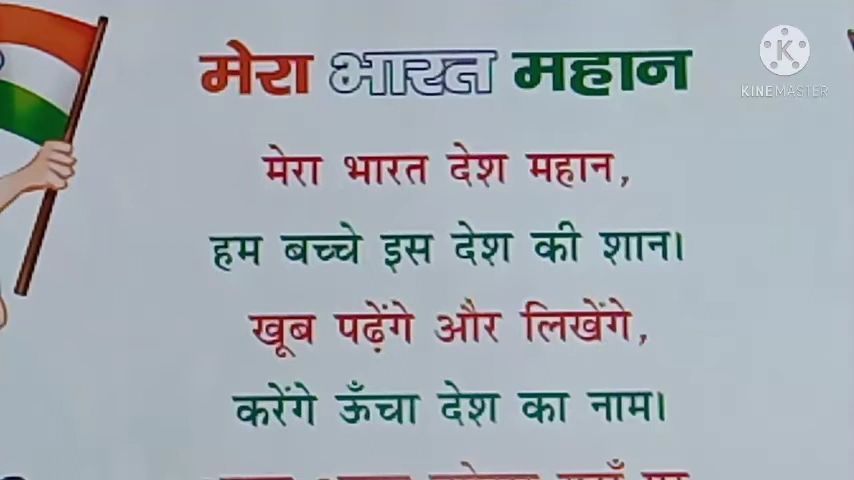 मेरा भारत महान
KINEMASTER
मेरा भारत देश महान,
हम बच्चे इस देश की शान।
खूब पढ़ेंगे और लिखेंगे,
करेंगे ऊँचा देश का नाम।